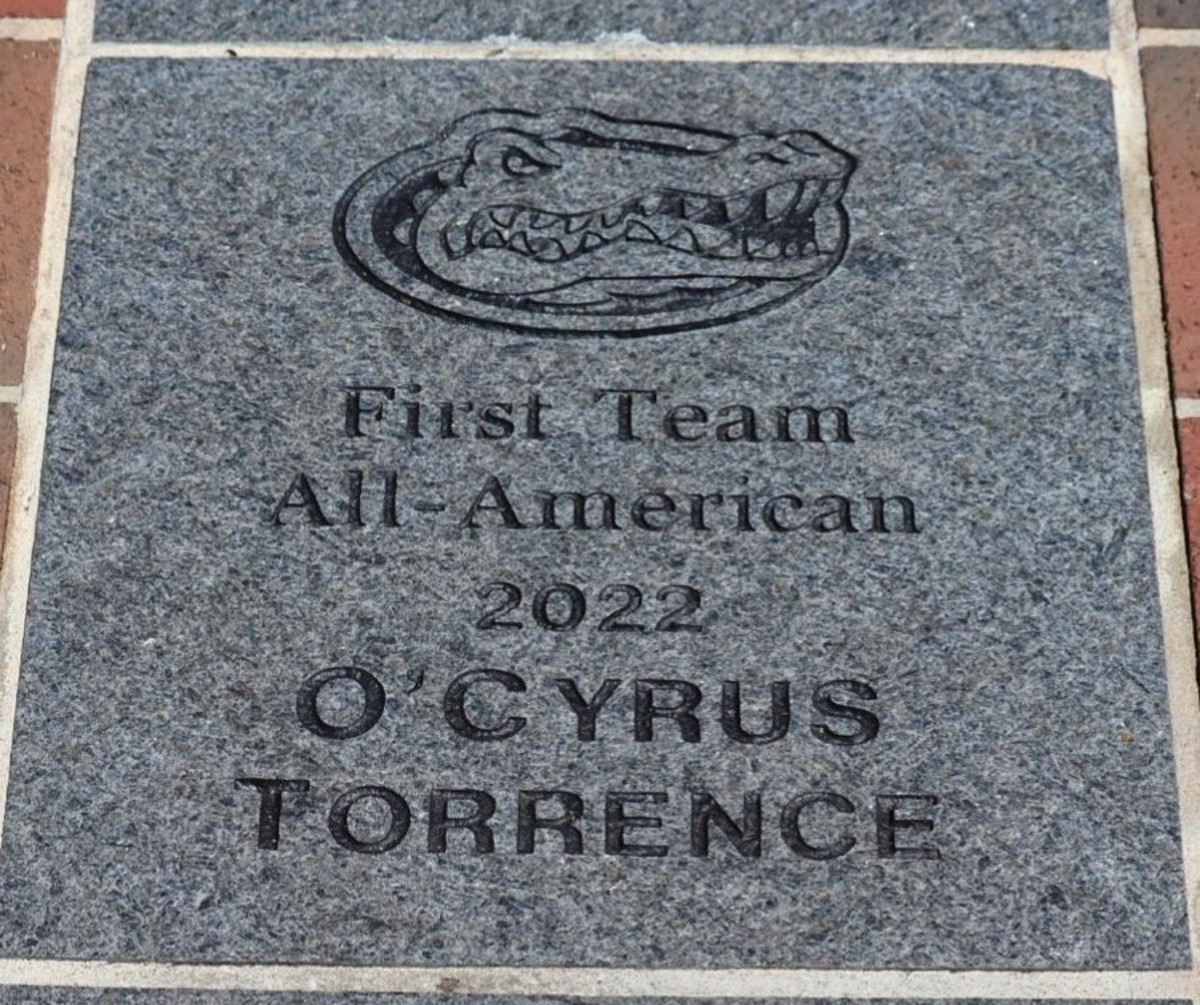 First Team
All-American
2022
O'CYRUS
TORRENCE